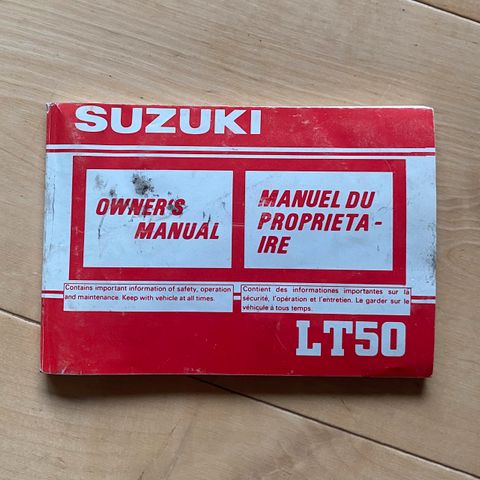 SUZUKI
OWNER'S
MANUAL
MANUEL DU
PROPRIETA-
IRE
Contains important information of safety, operation
and maintenance. Keep with vehicle at all times.
Contient des informationes importantes sur la
sécurité, l'opération et l'entretien. Le garder sur le
véhicule à tous temps.
LT50